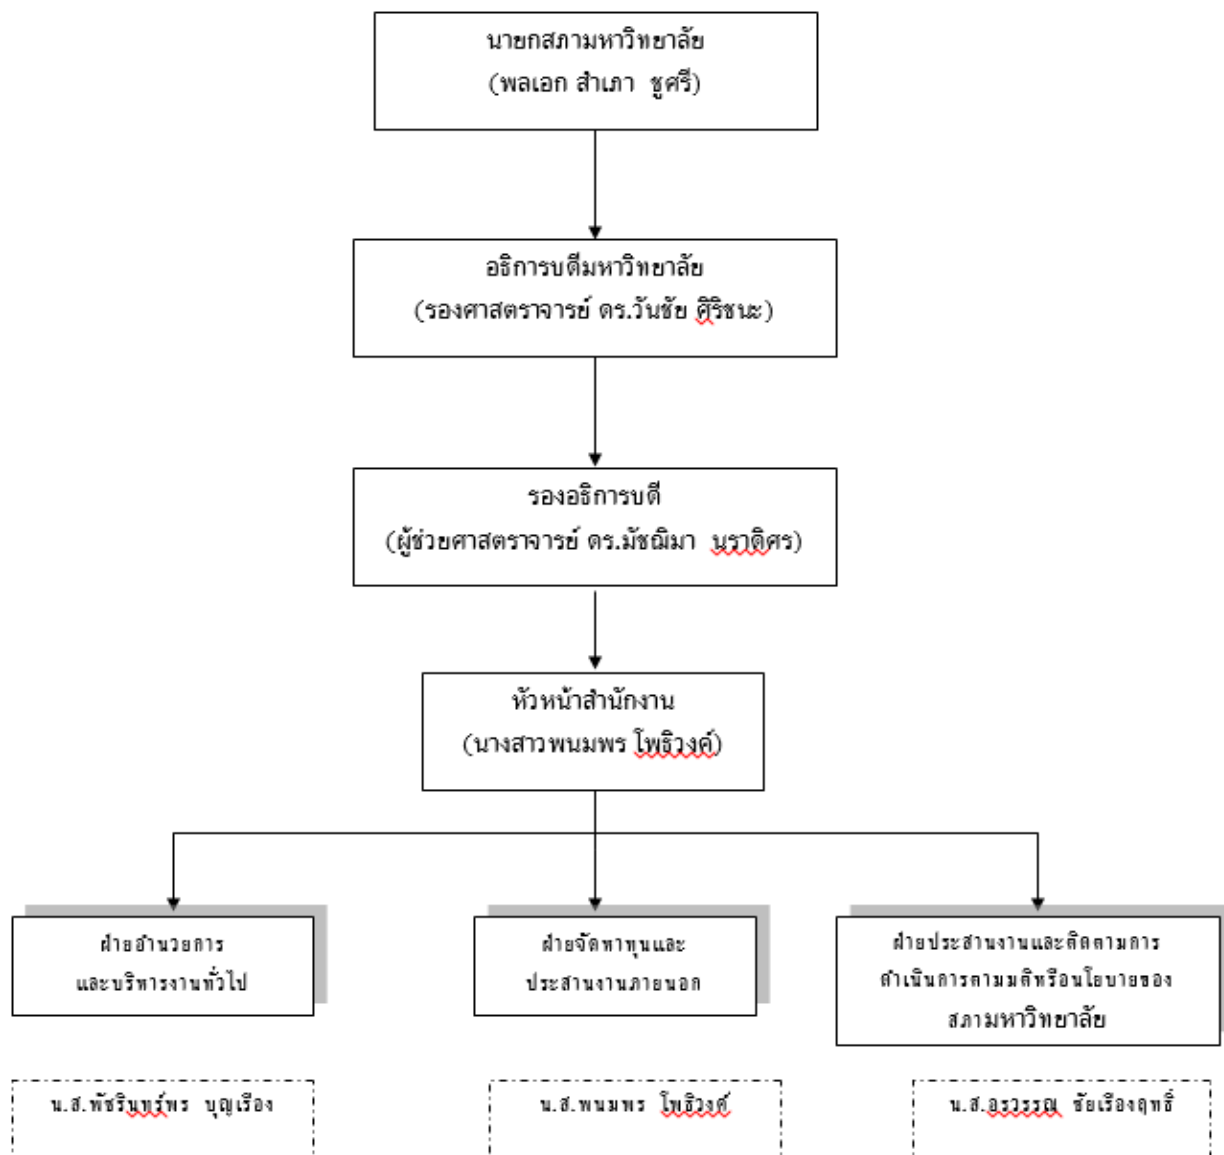 นายกสภามหาวิทยาลัย
(พลเอก สำเภา ชูศรี)
อธิการบดีมหาวิทยาลัย
(รองศาสตราจารย์ ดร.วันชัย ศิริชนะ)
รองอธิการบดี
(ผู้ช่วยศาสตราจารย์ ดร.มัชฌิมา นราดิศร)
หัวหน้าสำนักงาน
(นางสาวพนมพร โพธิวงค์)
ฝ่ายอำนวยการ
และบริหารงานทั่วไป
ฝ่ายจัดหาทุนและ
ประสานงานภายนอก
ฝ่ายประสานงานและติดตามการ
ดำเนินการตามมติหรือนโยบายของ
สภามหาวิทยาลัย
น.ส.พัชรินทร์พร บุญเรือง
น.ส.พนมพร โพธิวงค์
น.ส.อรวรรณ ชัยเรืองฤทธิ์